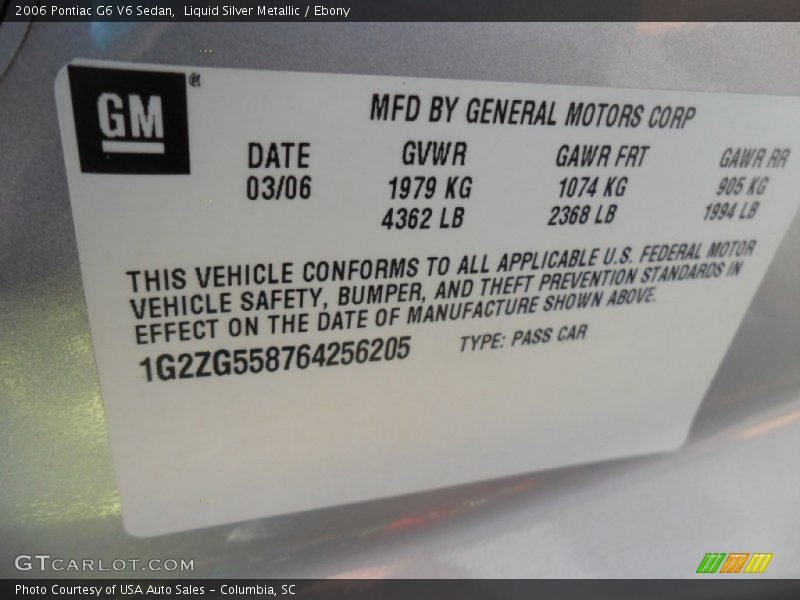 2006 Pontiac G6 V6 Sedan,  Liquid Silver Metallic / Ebony
GM ®
MFD BY GENERAL MOTORS CORP
DATE GVWR GAWR FRT GAWR RR
03/06 1979 KG 1074 KG 905 KG
4362 LB 2368 LB 1994 LB
THIS VEHICLE CONFORMS TO ALL APPLICABLE U.S. FEDERAL MOTOR
VEHICLE SAFETY, BUMPER, AND THEFT PREVENTION STANDARDS IN
EFFECT ON THE DATE OF MANUFACTURE SHOWN ABOVE.
1G2ZG558764256205 TYPE: PASS CAR
GTCARLOT.COM
Photo Courtesy of USA Auto Sales - Columbia, SC